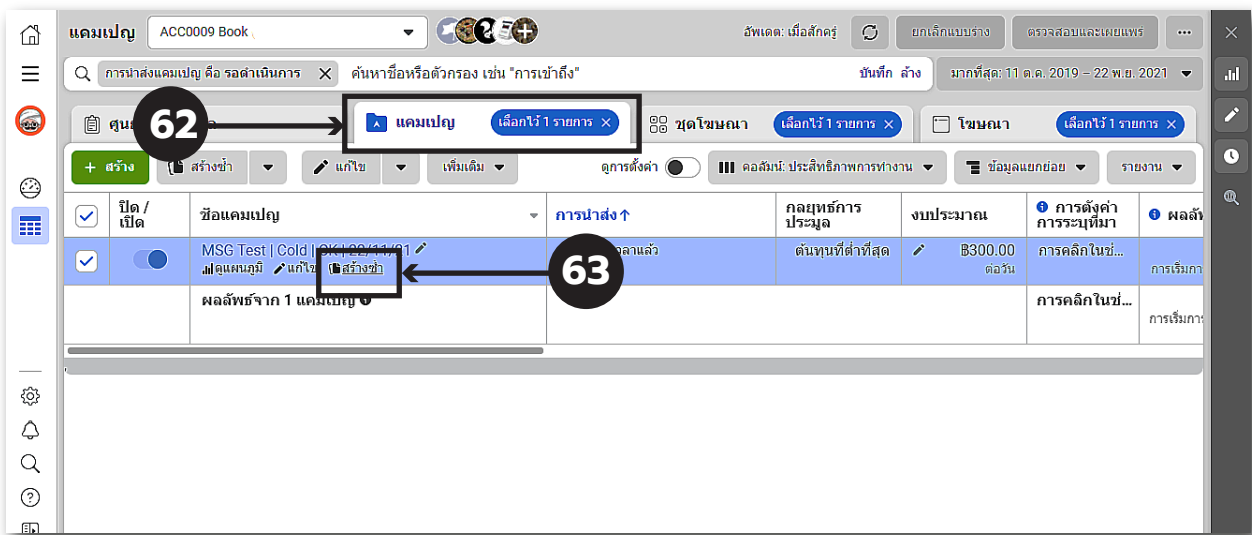 แคมเปญ ACC0009 Book อัพเดต: เมื่อสักครู่ ยกเลิกแบบร่าง ตรวจสอบและเผยแพร่
การนำส่งแคมเปญ คือ รอดำเนินการ ค้นหาชื่อหรือตัวกรอง เช่น "การเข้าถึง" บันทึก ล้าง มากที่สุด: 11 ต.ค. 2019 – 22 พ.ย. 2021
62 แคมเปญ เลือกไว้ 1 รายการ ชุดโฆษณา เลือกไว้ 1 รายการ โฆษณา เลือกไว้ 1 รายการ
+ สร้าง สร้างซ้ำ แก้ไข เพิ่มเติม ดูการตั้งค่า คอลัมน์: ประสิทธิภาพการทำงาน ข้อมูลแยกย่อย รายงาน
ปิด / เปิด ชื่อแคมเปญ การนำส่ง↑ กลยุทธ์การประมูล งบประมาณ การตั้งค่าการระบุที่มา
MSG Test | Cold | 22/11/21 ต้นทุนที่ต่ำที่สุด ฿300.00 การคลิกในช่...
ดูแผนภูมิ แก้ไข สร้างซ้ำ 63 ต่อวัน
ผลลัพธ์จาก 1 แคมเปญ การคลิกในช่...